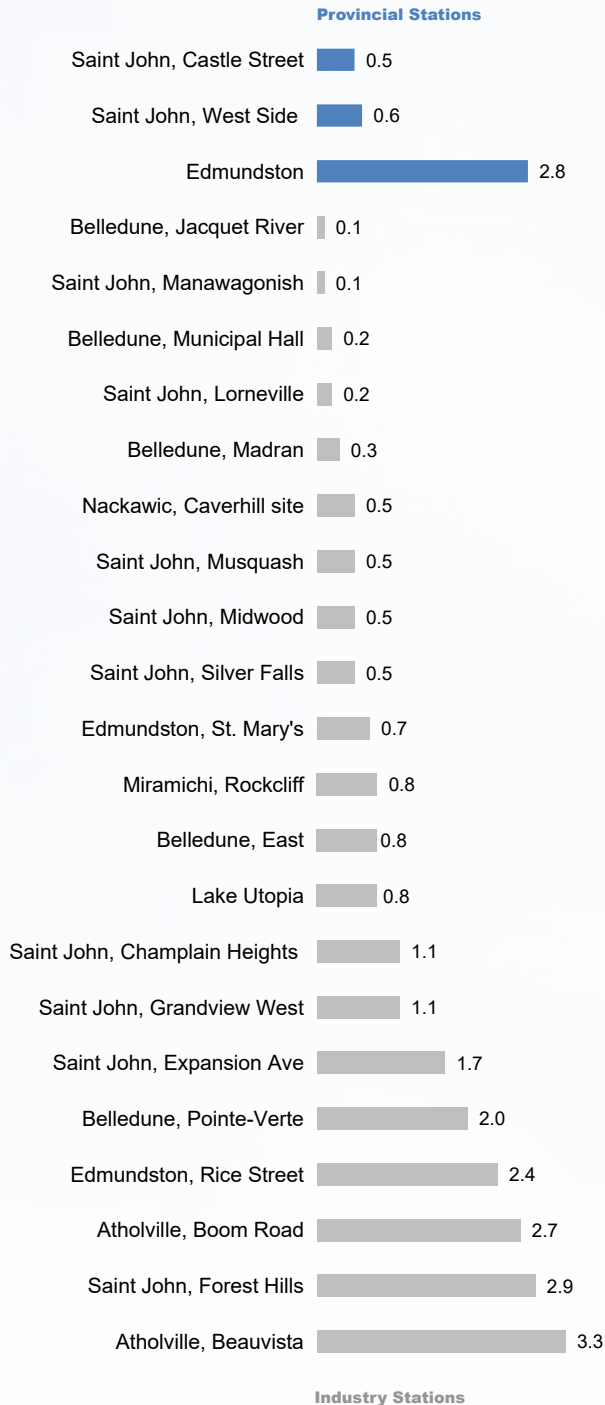 Provincial Stations
Saint John, Castle Street 0.5
Saint John, West Side 0.6
Edmundston 2.8
Belledune, Jacquet River 0.1
Saint John, Manawagonish 0.1
Belledune, Municipal Hall 0.2
Saint John, Lorneville 0.2
Belledune, Madran 0.3
Nackawic, Caverhill site 0.5
Saint John, Musquash 0.5
Saint John, Midwood 0.5
Saint John, Silver Falls 0.5
Edmundston, St. Mary's 0.7
Miramichi, Rockcliff 0.8
Belledune, East 0.8
Lake Utopia 0.8
Saint John, Champlain Heights 1.1
Saint John, Grandview West 1.1
Saint John, Expansion Ave 1.7
Belledune, Pointe-Verte 2.0
Edmundston, Rice Street 2.4
Atholville, Boom Road 2.7
Saint John, Forest Hills 2.9
Atholville, Beauvista 3.3
Industry Stations